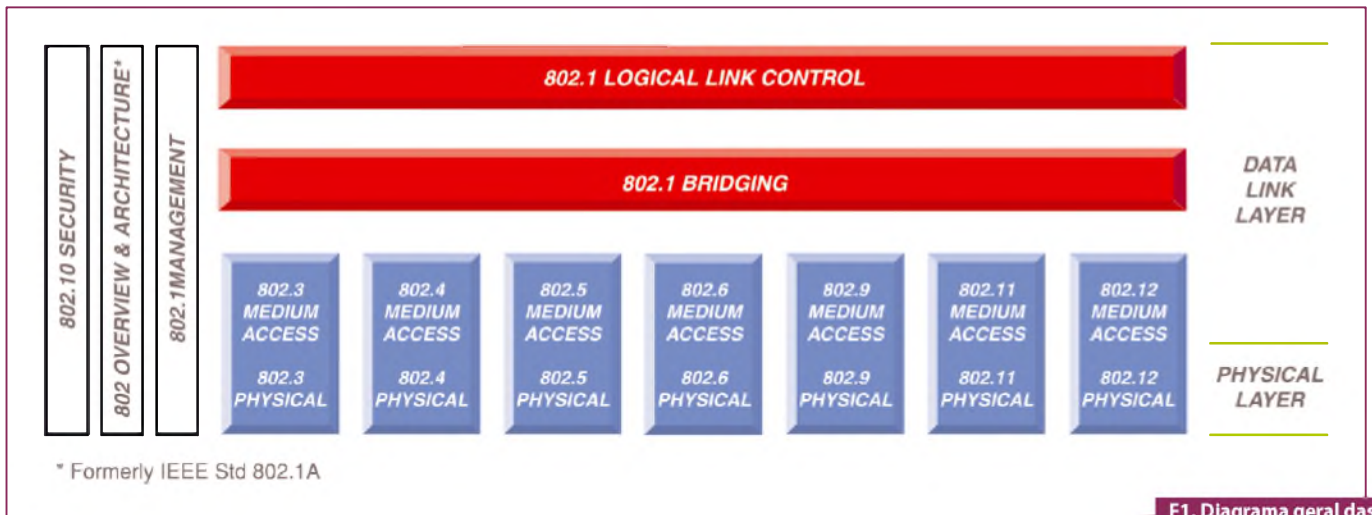 802.10 SECURITY
802 OVERVIEW & ARCHITECTURE*
802.1MANAGEMENT
802.1 LOGICAL LINK CONTROL
802.1 BRIDGING
802.3
MEDIUM
ACCESS
802.3
PHYSICAL
802.4
MEDIUM
ACCESS
802.4
PHYSICAL
802.5
MEDIUM
ACCESS
802.5
PHYSICAL
802.6
MEDIUM
ACCESS
802.6
PHYSICAL
802.9
MEDIUM
ACCESS
802.9
PHYSICAL
802.11
MEDIUM
ACCESS
802.11
PHYSICAL
802.12
MEDIUM
ACCESS
802.12
PHYSICAL
DATA
LINK
LAYER
PHYSICAL
LAYER
* Formerly IEEE Std 802.1A
F1. Diagrama geral das